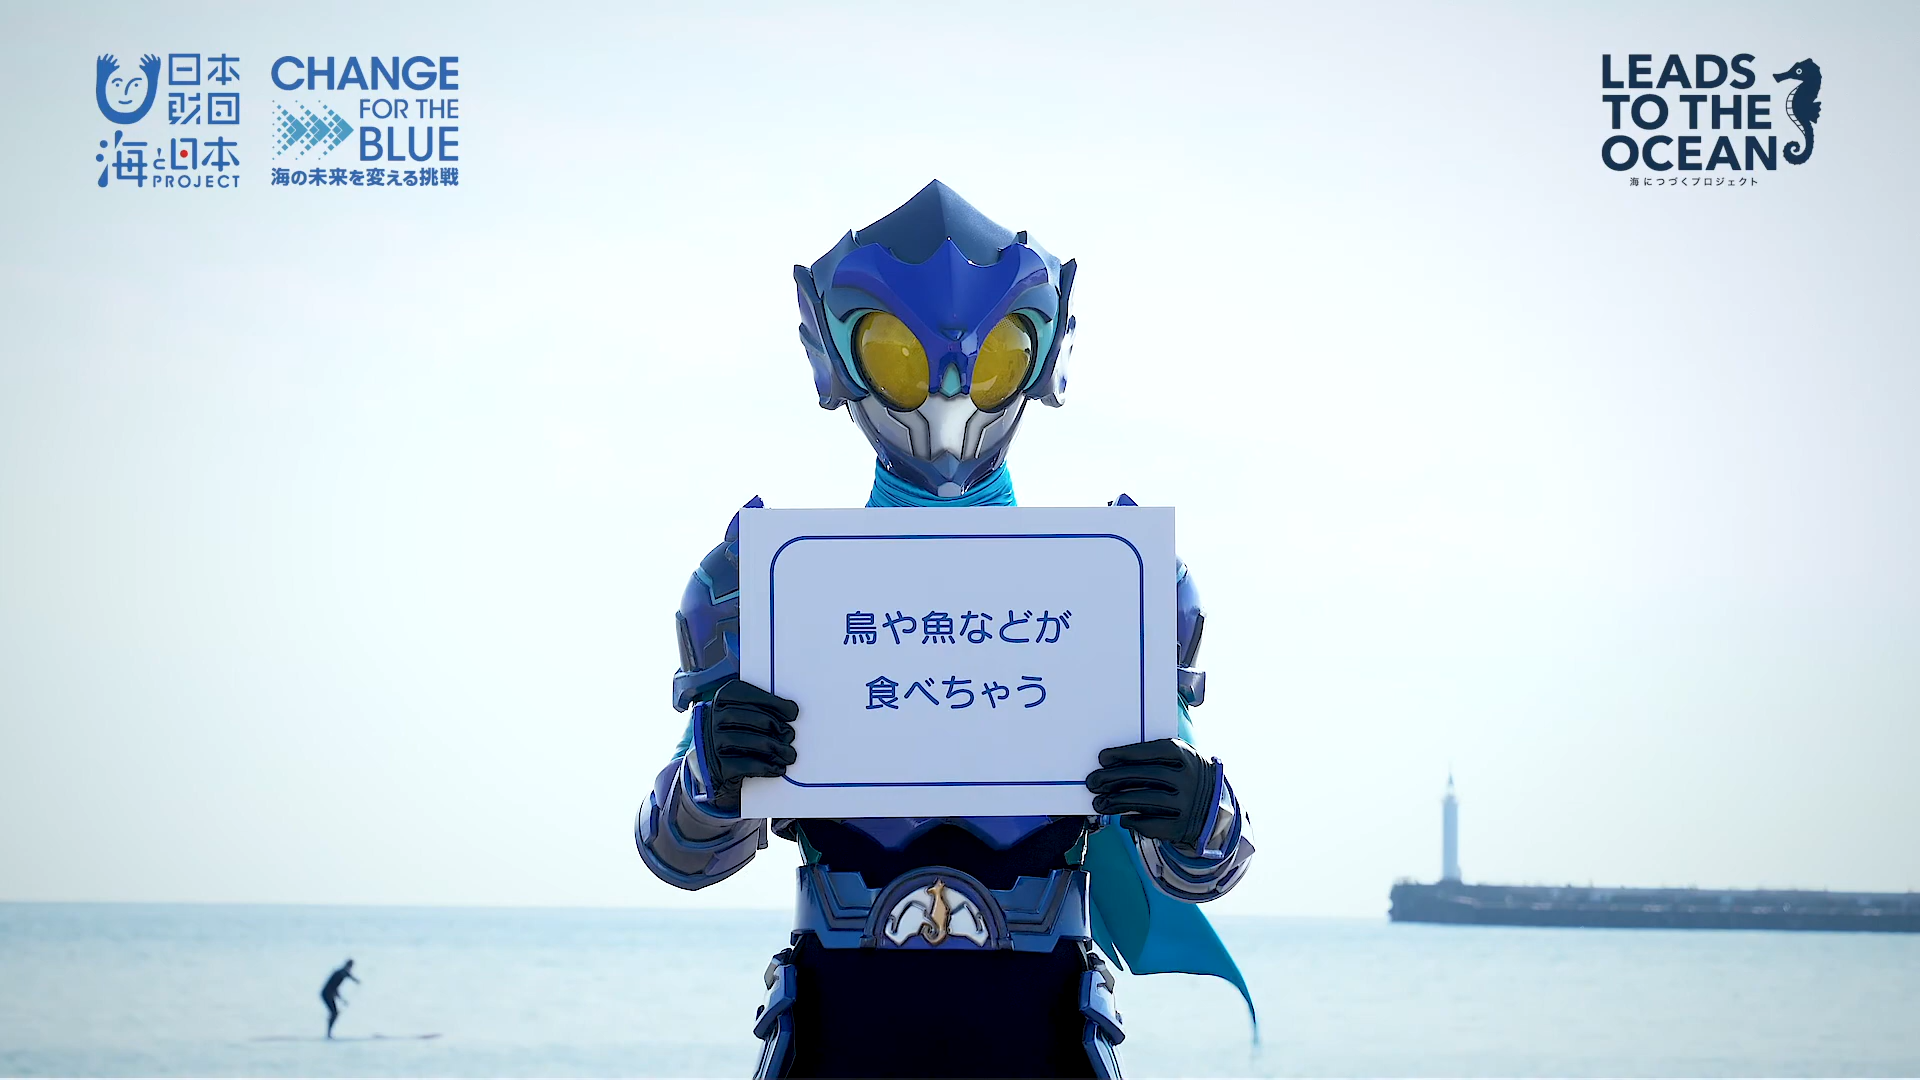 日本
財団
海と日本
PROJECT
CHANGE
FOR THE
BLUE
海の未来を変える挑戦
LEADS
TO THE
OCEAN
海につづくプロジェクト
鳥や魚などが
食べちゃう